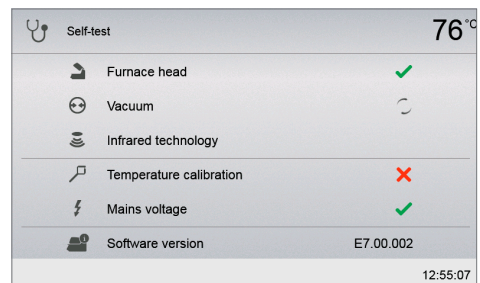 Self-test 76°C
Furnace head
Vacuum
Infrared technology
Temperature calibration
Mains voltage
Software version E7.00.002
12:55:07